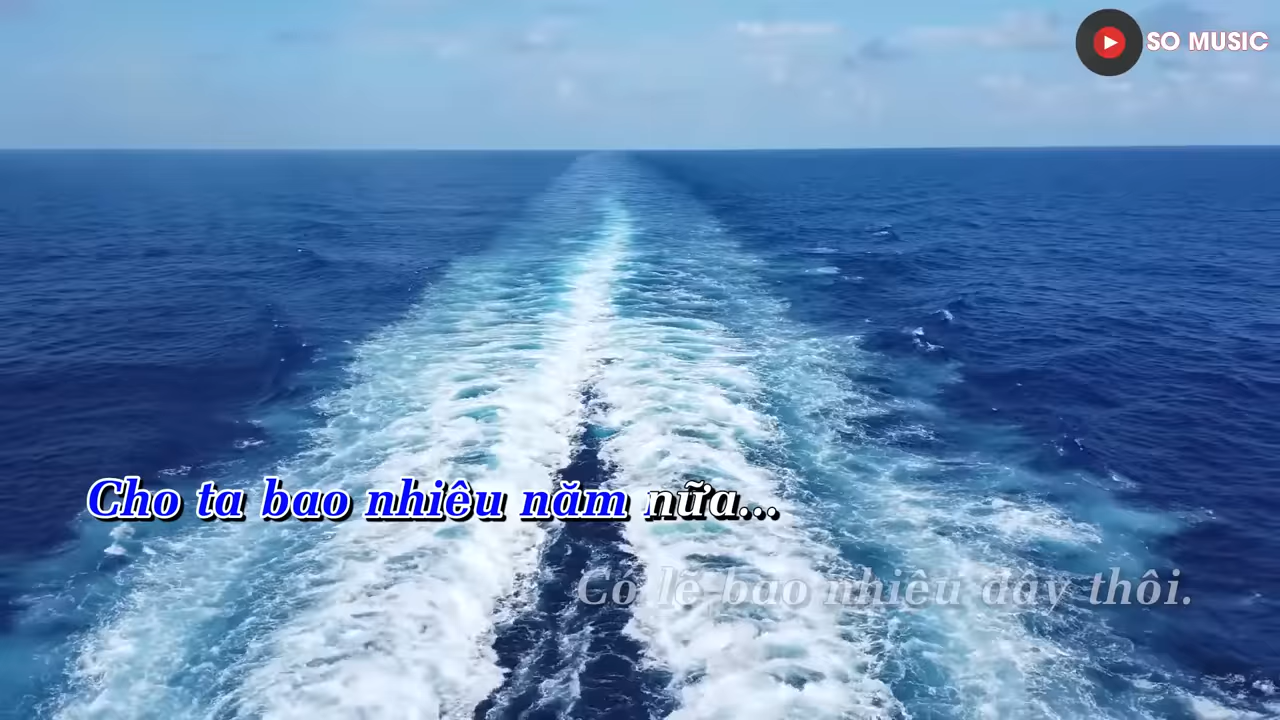 SO MUSIC
Cho ta bao nhiêu năm nữa...
Có lẽ bao nhiêu đây thôi.